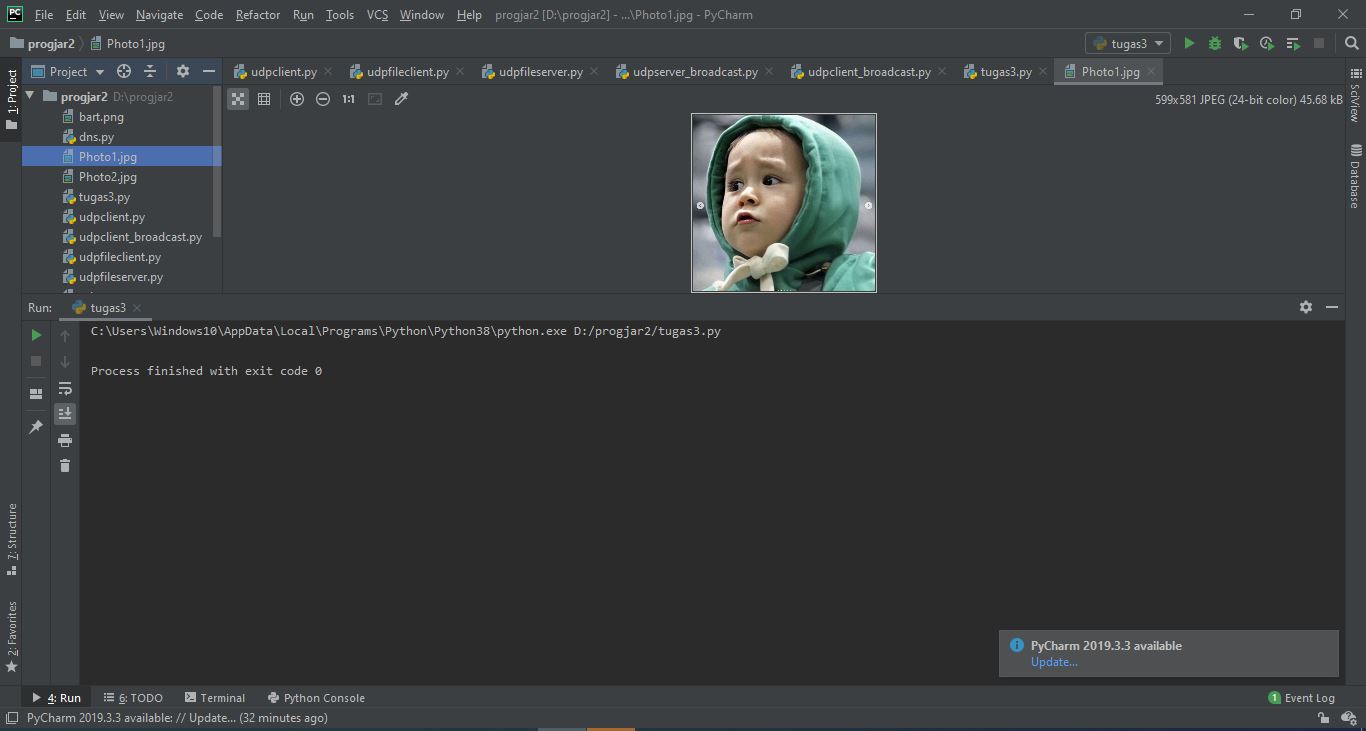 PC File Edit View Navigate Code Refactor Run Tools VCS Window Help progjar2 [D:\progjar2] - ...\Photo1.jpg - PyCharm
progjar2 Photo1.jpg tugas3
1: Project
Project udpclient.py udpfileclient.py udpfileserver.py udpserver_broadcast.py udpclient_broadcast.py tugas3.py Photo1.jpg
1:1 599x581 JPEG (24-bit color) 45.68 kB
progjar2 D:\progjar2
bart.png
dns.py
Photo1.jpg
Photo2.jpg
tugas3.py
udpclient.py
udpclient_broadcast.py
udpfileclient.py
udpfileserver.py
SciView
Database
Run: tugas3
C:\Users\Windows10\AppData\Local\Programs\Python\Python38\python.exe D:/progjar2/tugas3.py
Process finished with exit code 0
7: Structure
2: Favorites
PyCharm 2019.3.3 available
Update...
4: Run 6: TODO Terminal Python Console 1 Event Log
PyCharm 2019.3.3 available: // Update... (32 minutes ago)